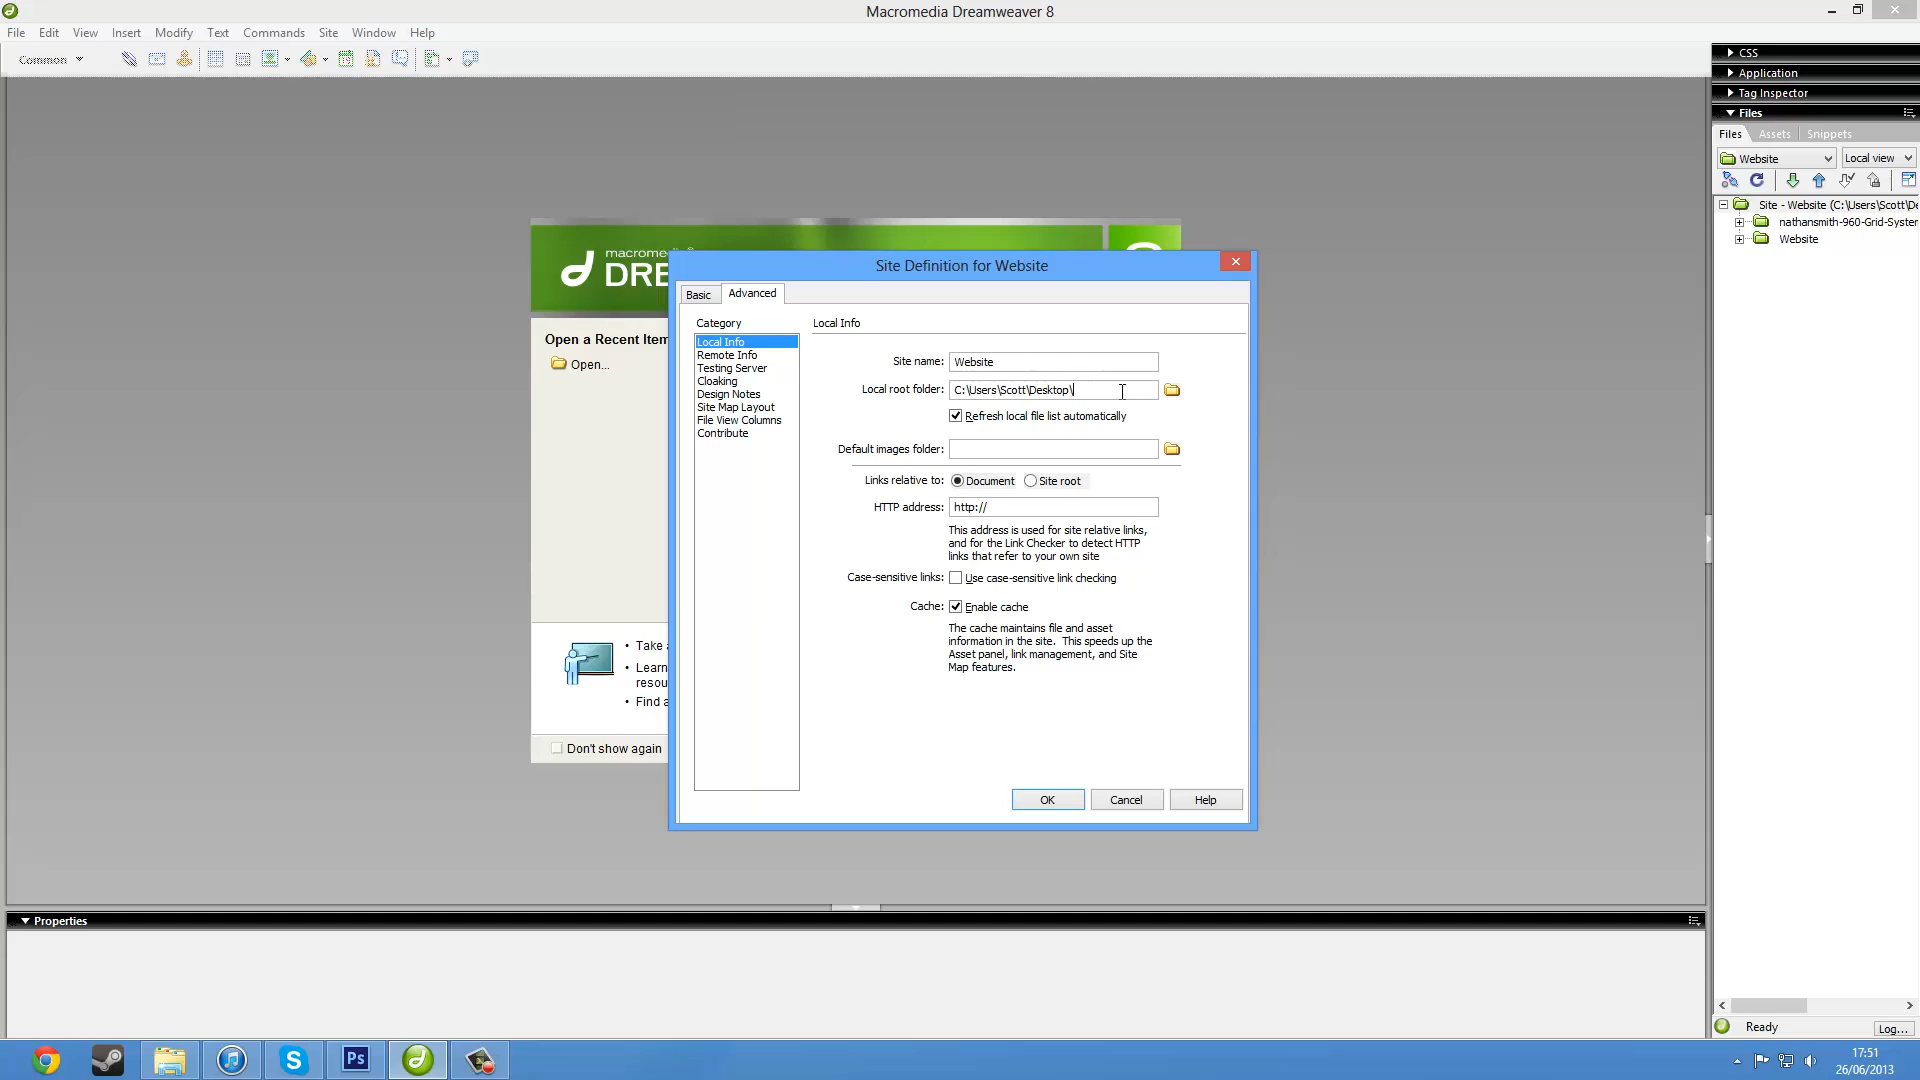 Macromedia Dreamweaver 8
File Edit View Insert Modify Text Commands Site Window Help
Common
CSS
Application
Tag Inspector
Files
Files Assets Snippets
Website Local view
Site - Website (C:\Users\Scott\De
nathansmith-960-Grid-System
Website
macromedia®
DRE
Open a Recent Item
Open...
Take a
Learn
resou
Find a
Don't show again
Site Definition for Website
Basic Advanced
Category
Local Info
Remote Info
Testing Server
Cloaking
Design Notes
Site Map Layout
File View Columns
Contribute
Local Info
Site name: Website
Local root folder: C:\Users\Scott\Desktop\
Refresh local file list automatically
Default images folder:
Links relative to: Document Site root
HTTP address: http://
This address is used for site relative links,
and for the Link Checker to detect HTTP
links that refer to your own site
Case-sensitive links: Use case-sensitive link checking
Cache: Enable cache
The cache maintains file and asset
information in the site. This speeds up the
Asset panel, link management, and Site
Map features.
OK Cancel Help
Properties
Ready Log...
Ps
17:51
26/06/2013